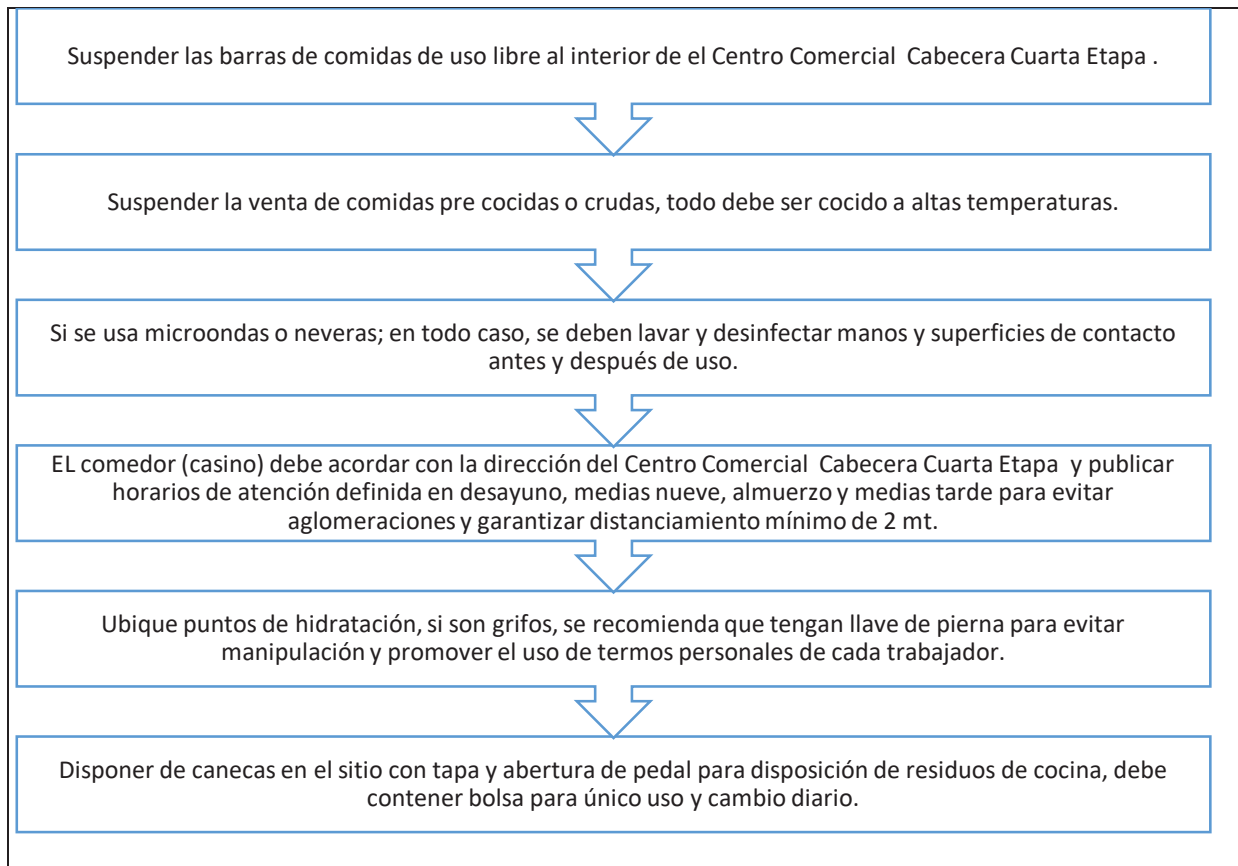 Suspender las barras de comidas de uso libre al interior de el Centro Comercial Cabecera Cuarta Etapa .
Suspender la venta de comidas pre cocidas o crudas, todo debe ser cocido a altas temperaturas.
Si se usa microondas o neveras; en todo caso, se deben lavar y desinfectar manos y superficies de contacto
antes y después de uso.
EL comedor (casino) debe acordar con la dirección del Centro Comercial Cabecera Cuarta Etapa y publicar
horarios de atención definida en desayuno, medias nueve, almuerzo y medias tarde para evitar
aglomeraciones y garantizar distanciamiento mínimo de 2 mt.
Ubique puntos de hidratación, si son grifos, se recomienda que tengan llave de pierna para evitar
manipulación y promover el uso de termos personales de cada trabajador.
Disponer de canecas en el sitio con tapa y abertura de pedal para disposición de residuos de cocina, debe
contener bolsa para único uso y cambio diario.